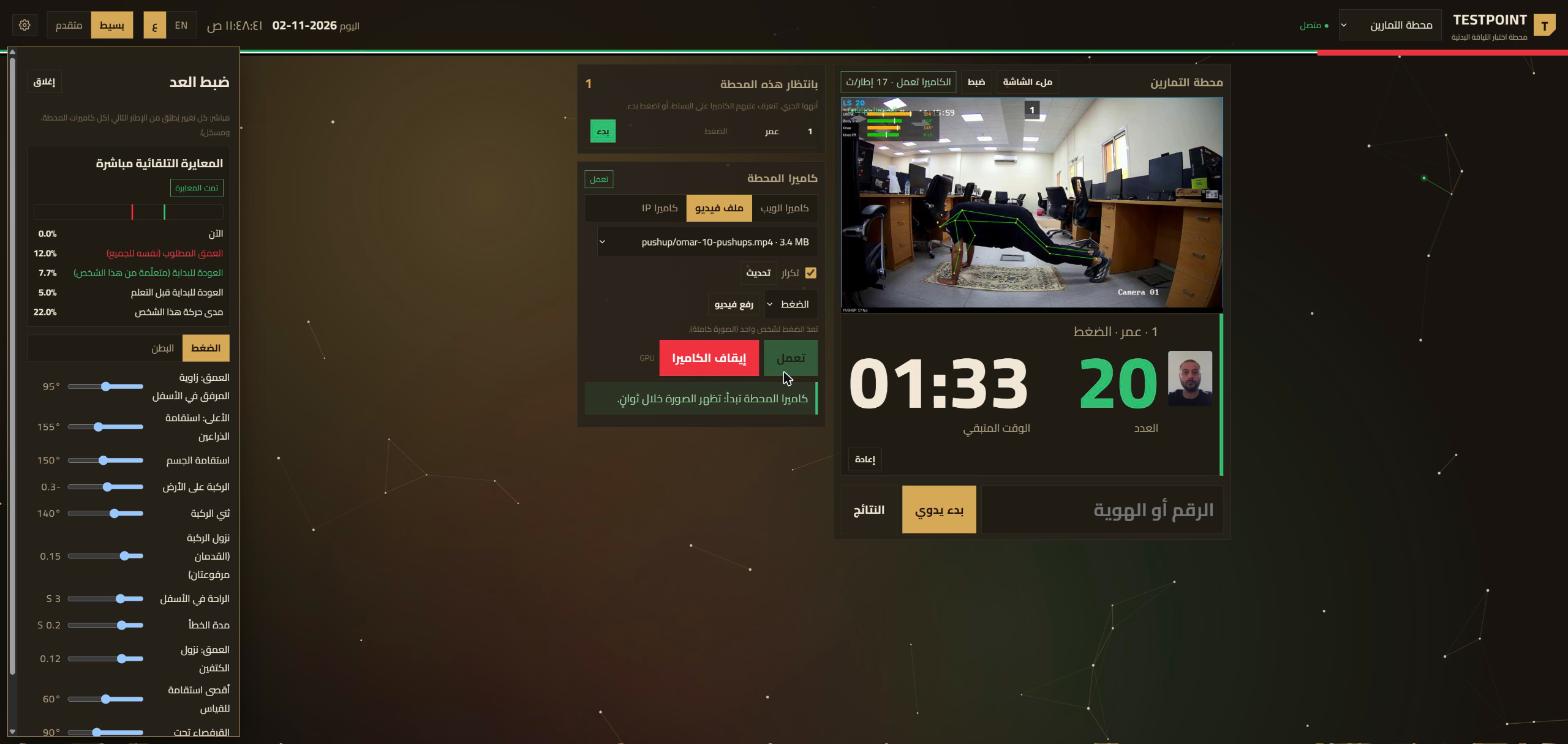 TESTPOINT
محطة اختبار اللياقة البدنية
T
محطة التمارين
متصل
اليوم 02-11-2026 ١١:٤٨:٤١ ص
EN
ع
بسيط
متقدم
محطة التمارين
ملء الشاشة
ضبط
الكاميرا تعمل · 17 إطار/ث
LS 20
:59
1
Camera 01
1 · عمر · الضغط
20
العدد
01:33
الوقت المتبقي
إعادة
الرقم أو الهوية
بدء يدوي
النتائج
بانتظار هذه المحطة
1
أنهوا الجري. تتعرف عليهم الكاميرا على البساط، أو اضغط بدء.
1
عمر
الضغط
بدء
كاميرا المحطة
تعمل
كاميرا الويب
ملف فيديو
كاميرا IP
pushup/omar-10-pushups.mp4 · 3.4 MB
تكرار
تحديث
الضغط
رفع فيديو
تعدّ الضغط لشخص واحد (الصورة كاملة).
تعمل
إيقاف الكاميرا
GPU
كاميرا المحطة تبدأ: تظهر الصورة خلال ثوانٍ.
ضبط العد
إغلاق
مباشر: كل تغيير يُطبَّق من الإطار التالي لكل كاميرات المحطة، ومسجّل.
المعايرة التلقائية مباشرة
تمت المعايرة
الآن 0.0%
العمق المطلوب (نفسه للجميع) 12.0%
العودة للبداية (متعلَّمة من هذا الشخص) 7.7%
العودة للبداية قبل التعلم 5.0%
مدى حركة هذا الشخص 22.0%
الضغط
البطن
العمق: زاوية المرفق في الأسفل 95°
الأعلى: استقامة الذراعين 155°
استقامة الجسم 150°
الركبة على الأرض 0.3-
ثني الركبة 140°
نزول الركبة (القدمان مرفوعتان) 0.15
الراحة في الأسفل 3 S
مدة الخطأ 0.2 S
العمق: نزول الكتفين 0.12
أقصى استقامة للقياس 60°
القرفصاء تحت 90°